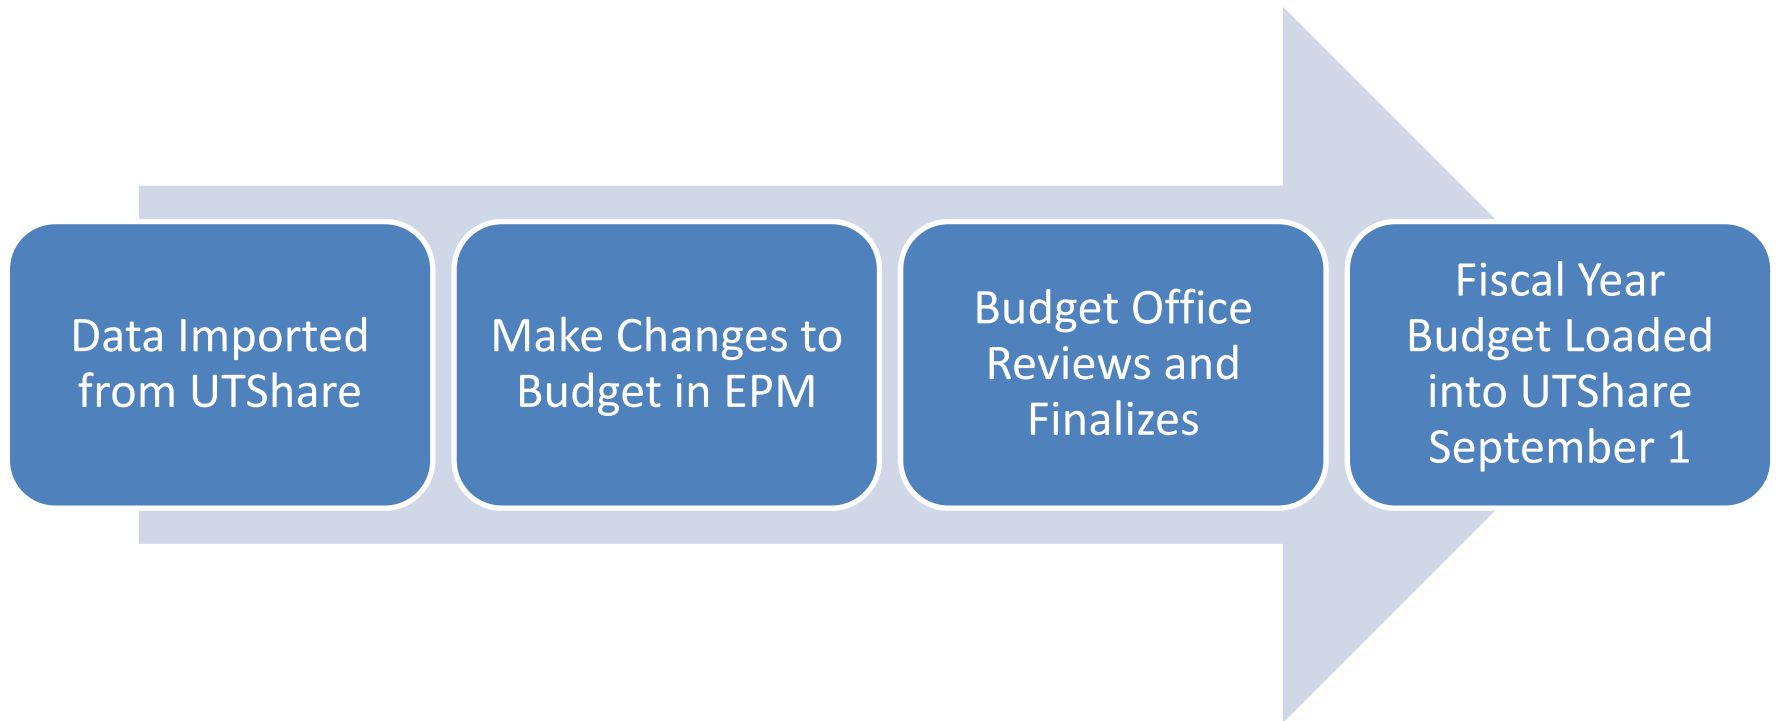 Data Imported
from UTShare
Make Changes to
Budget in EPM
Budget Office
Reviews and
Finalizes
Fiscal Year
Budget Loaded
into UTShare
September 1